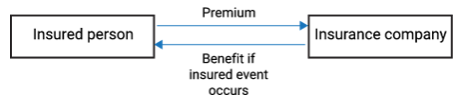 Premium
Insured person
Insurance company
Benefit if
insured event
occurs